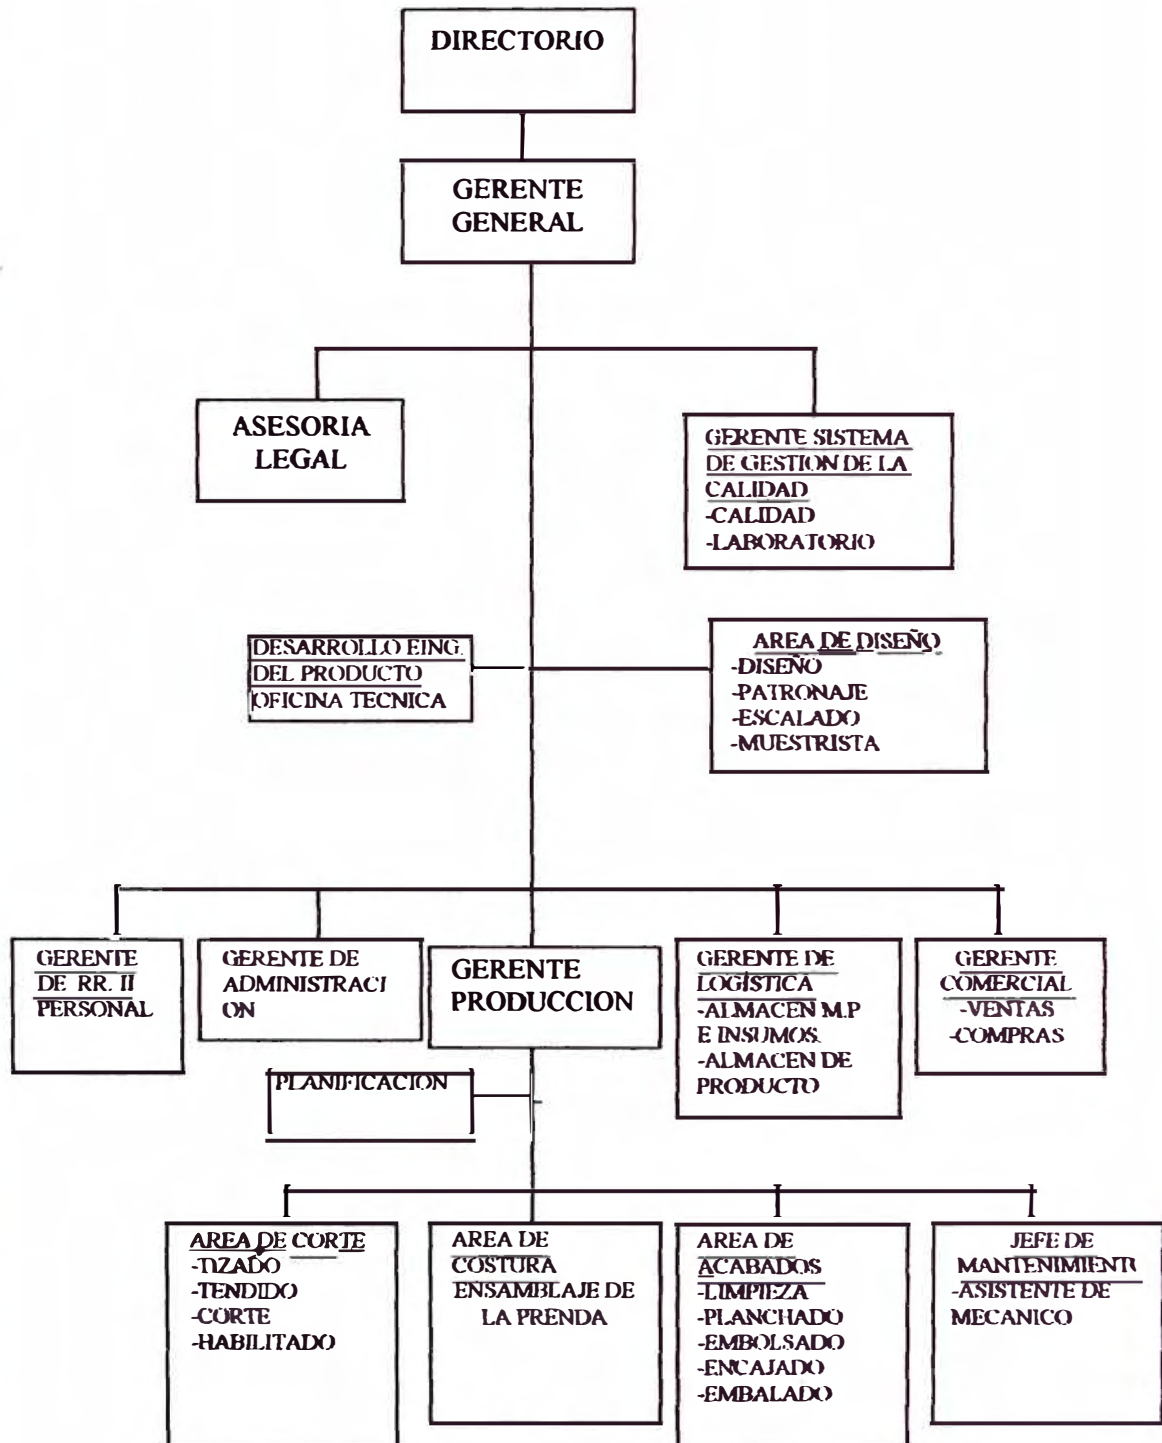 DIRECTORIO
GERENTE
GENERAL
ASESORIA
LEGAL
GERENTE SISTEMA
DE GESTION DE LA
CALIDAD
-CALIDAD
-LABORATORIO
DESARROLLO EING.
DEL PRODUCTO
OFICINA TECNICA
AREA DE DISEÑO
-DISEÑO
-PATRONAJE
-ESCALADO
-MUESTRISTA
GERENTE
DE RR. II
PERSONAL
GERENTE DE
ADMINISTRACI
ON
GERENTE
PRODUCCION
GERENTE DE
LOGÍSTICA
-ALMACEN M.P
E INSUMOS.
-ALMACEN DE
PRODUCTO
GERENTE
COMERCIAL
-VENTAS
-COMPRAS
PLANIFICACION
AREA DE CORTE
-TIZADO
-TENDIDO
-CORTE
-HABILITADO
AREA DE
COSTURA
ENSAMBLAJE DE
LA PRENDA
AREA DE
ACABADOS
-LIMPIEZA
-PLANCHADO
-EMBOLSADO
-ENCAJADO
-EMBALADO
JEFE DE
MANTENIMIENT
-ASISTENTE DE
MECANICO